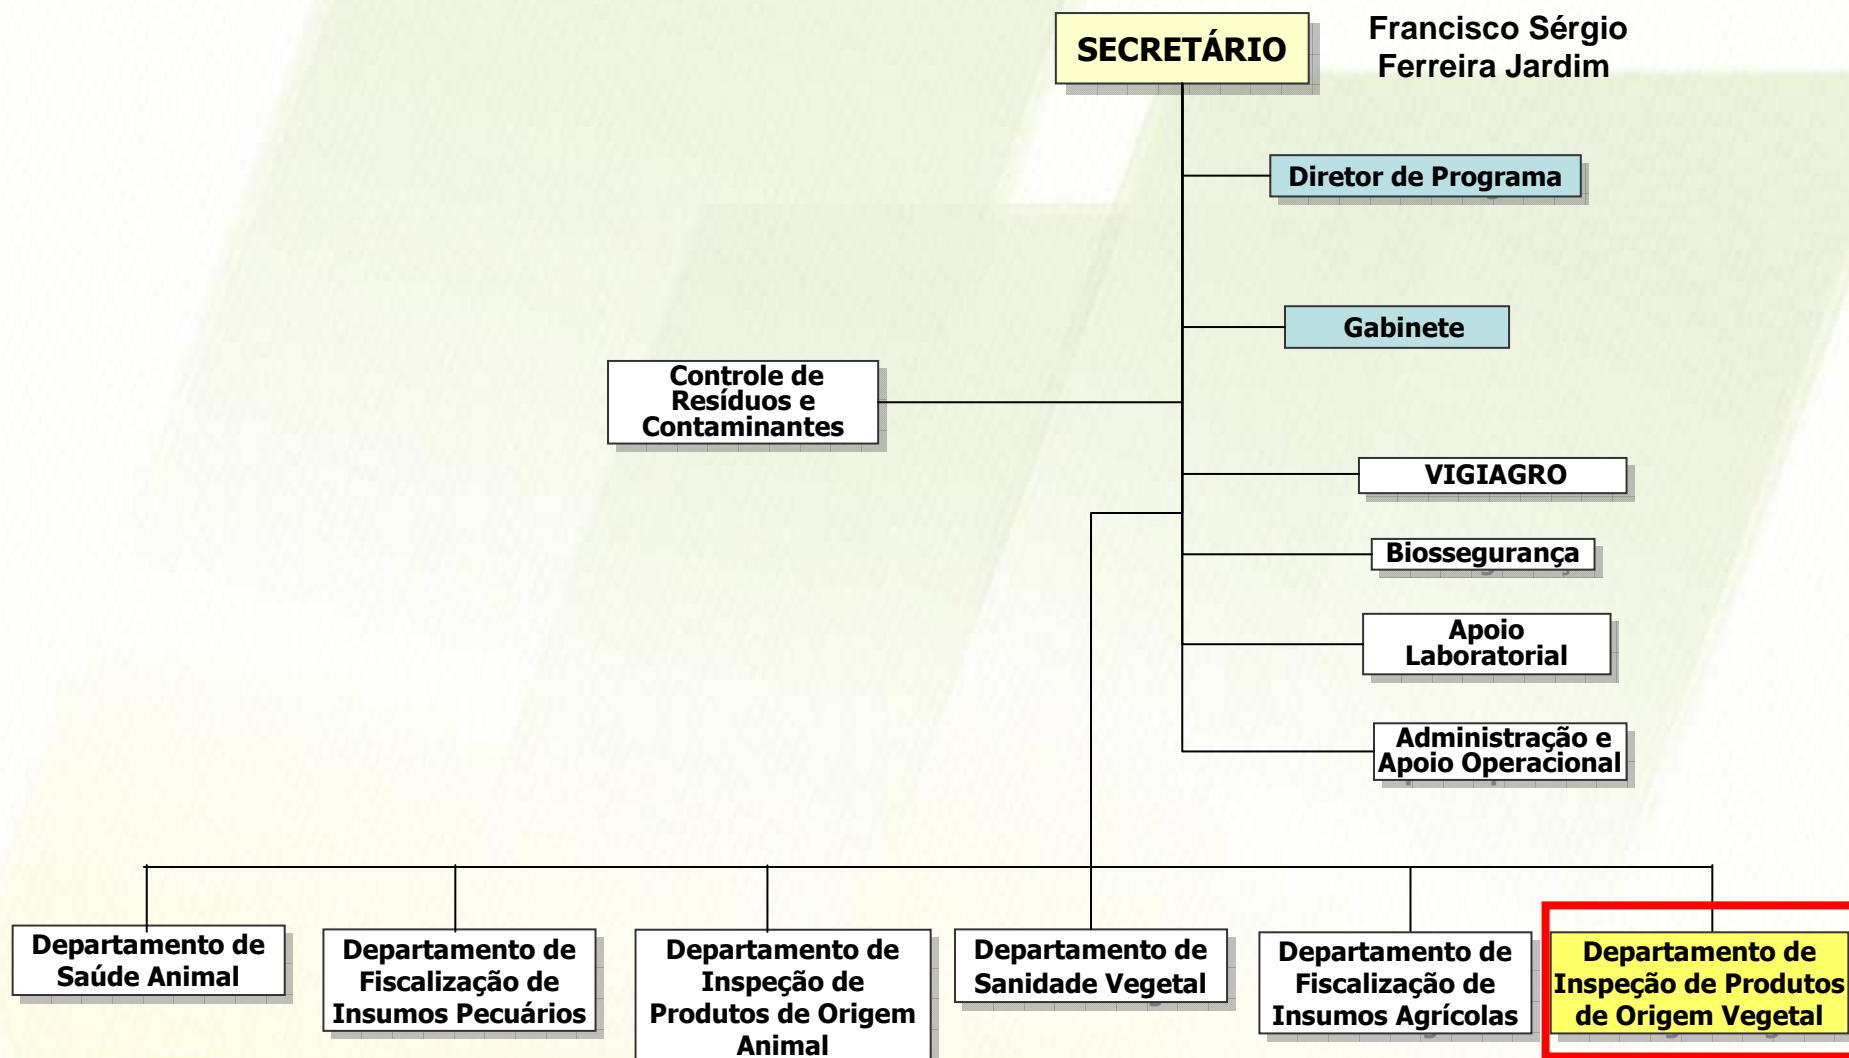 SECRETÁRIO
Francisco Sérgio
Ferreira Jardim
Diretor de Programa
Gabinete
Controle de
Resíduos e
Contaminantes
VIGIAGRO
Biossegurança
Apoio
Laboratorial
Administração e
Apoio Operacional
Departamento de
Saúde Animal
Departamento de
Fiscalização de
Insumos Pecuários
Departamento de
Inspeção de
Produtos de Origem
Animal
Departamento de
Sanidade Vegetal
Departamento de
Fiscalização de
Insumos Agrícolas
Departamento de
Inspeção de Produtos
de Origem Vegetal